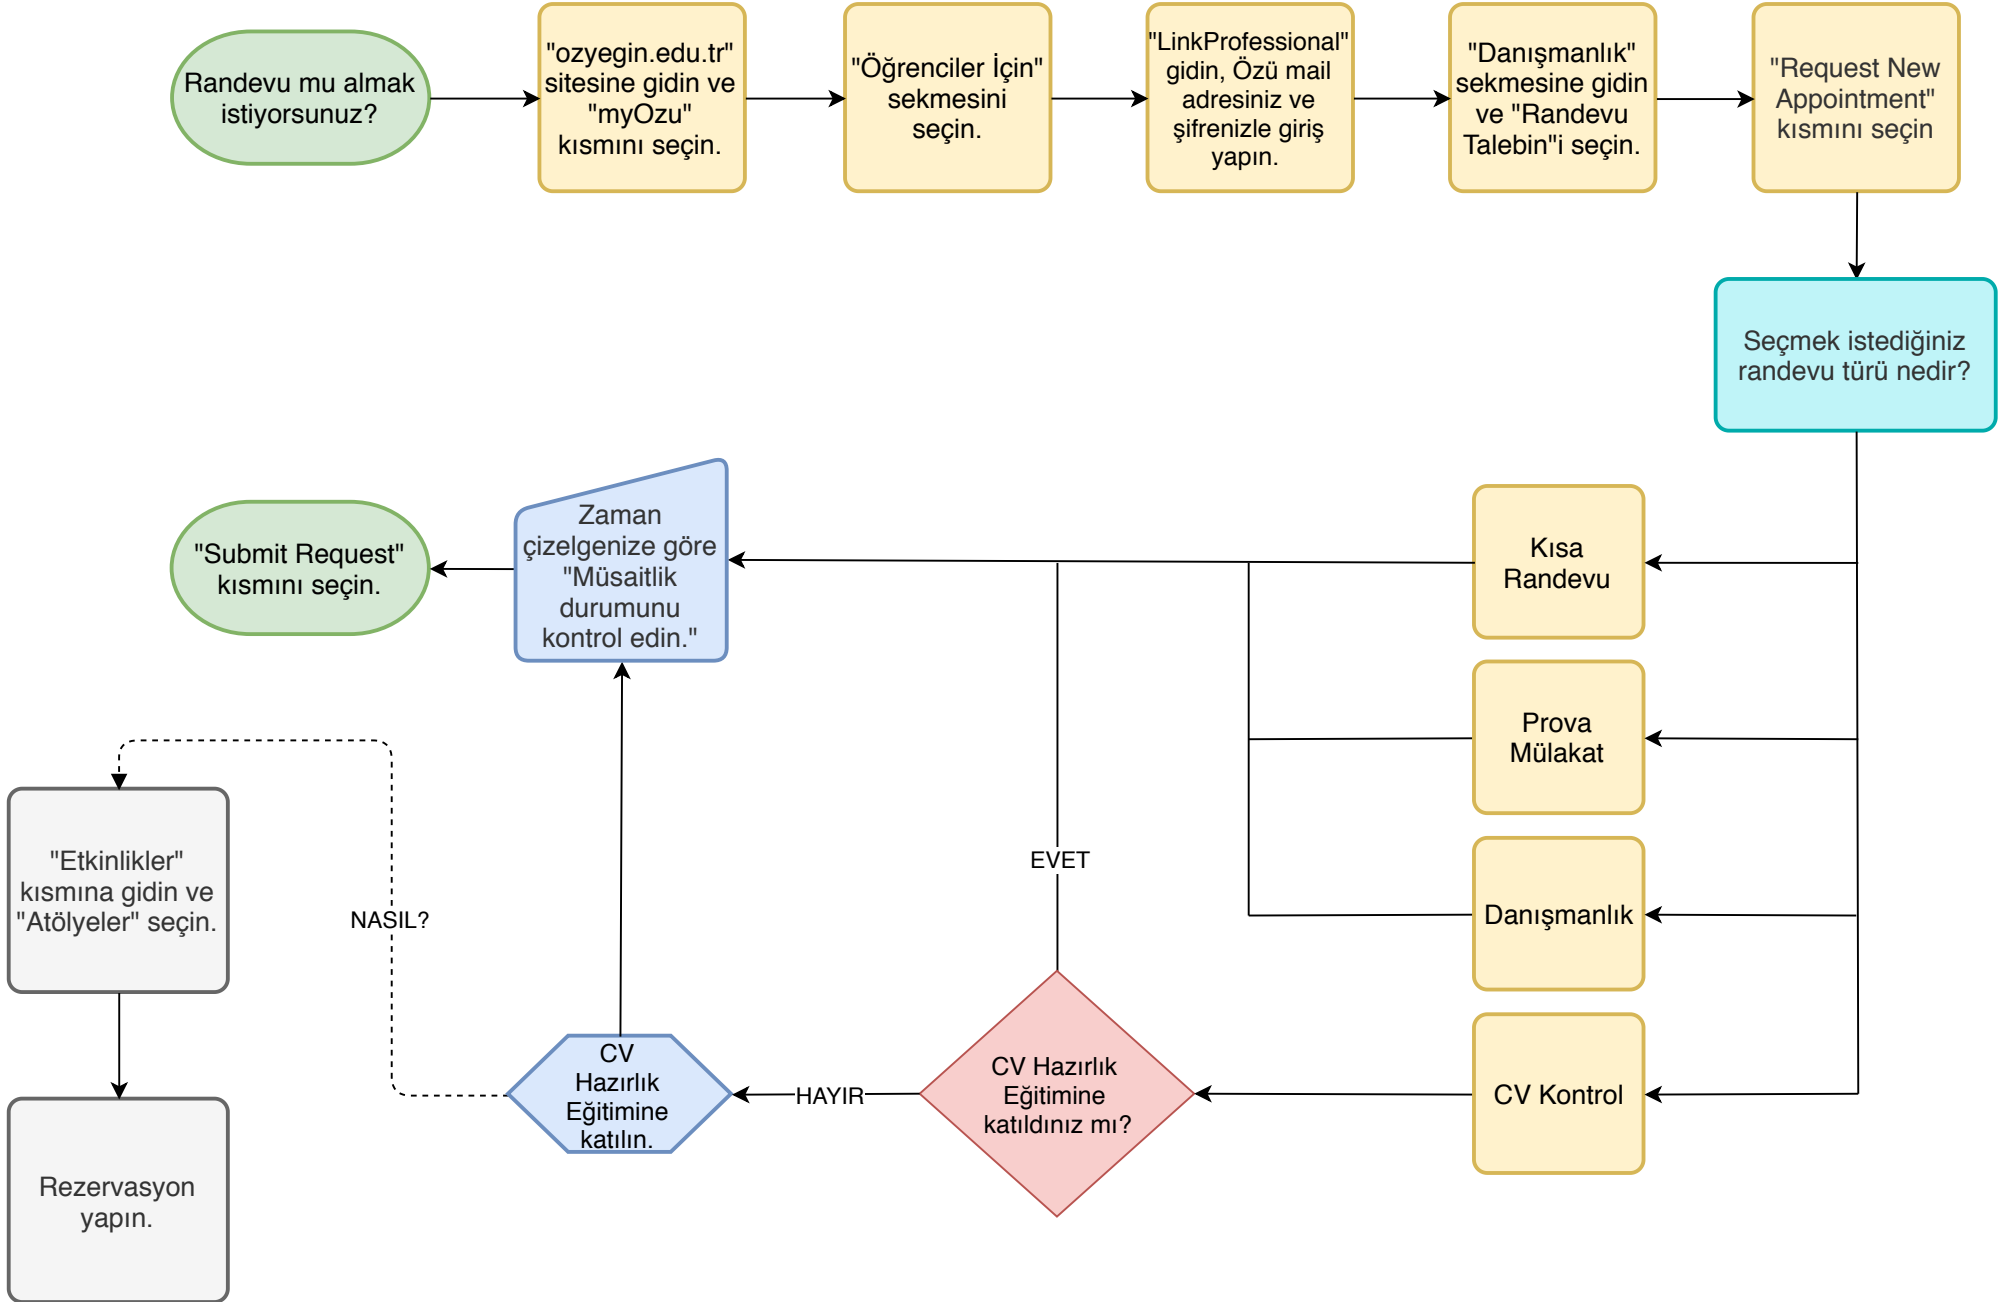 Randevu mu almak
istiyorsunuz?
"ozyegin.edu.tr"
sitesine gidin ve
"myOzu"
kısmını seçin.
"Öğrenciler İçin"
sekmesini
seçin.
"LinkProfessional"
gidin, Özü mail
adresiniz ve
şifrenizle giriş
yapın.
"Danışmanlık"
sekmesine gidin
ve "Randevu
Talebin"i seçin.
"Request New
Appointment"
kısmını seçin
Seçmek istediğiniz
randevu türü nedir?
Kısa
Randevu
Prova
Mülakat
Danışmanlık
CV Kontrol
CV Hazırlık
Eğitimine
katıldınız mı?
EVET
HAYIR
CV
Hazırlık
Eğitimine
katılın.
NASIL?
"Etkinlikler"
kısmına gidin ve
"Atölyeler" seçin.
Rezervasyon
yapın.
Zaman
çizelgenize göre
"Müsaitlik
durumunu
kontrol edin."
"Submit Request"
kısmını seçin.